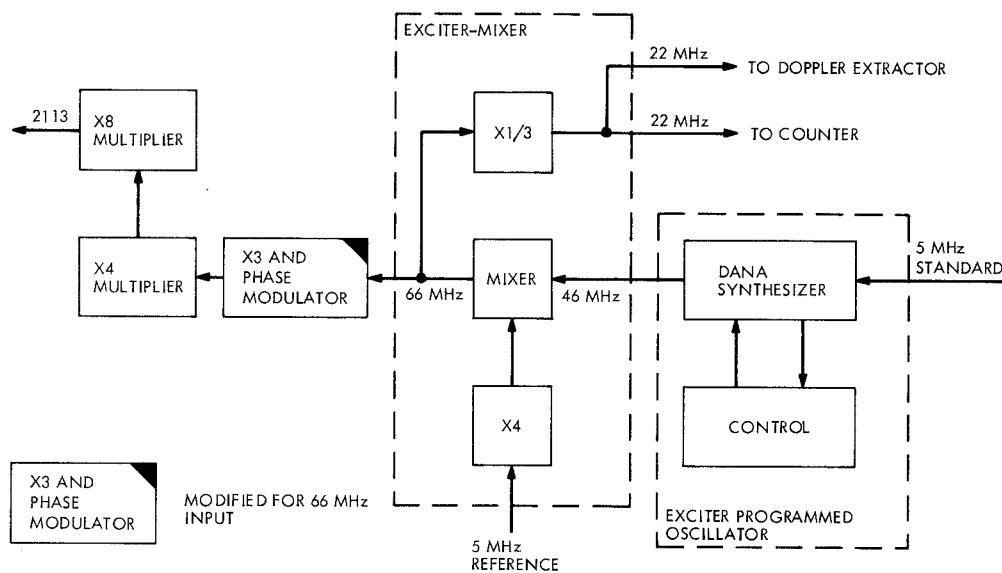 EXCITER-MIXER
22 MHz
TO DOPPLER EXTRACTOR
X1/3
22 MHz
TO COUNTER
2113
X8
MULTIPLIER
X4
MULTIPLIER
X3 AND
PHASE
MODULATOR
66 MHz
MIXER
46 MHz
DANA
SYNTHESIZER
5 MHz
STANDARD
X4
CONTROL
X3 AND
PHASE
MODULATOR
MODIFIED FOR 66 MHz
INPUT
5 MHz
REFERENCE
EXCITER PROGRAMMED
OSCILLATOR